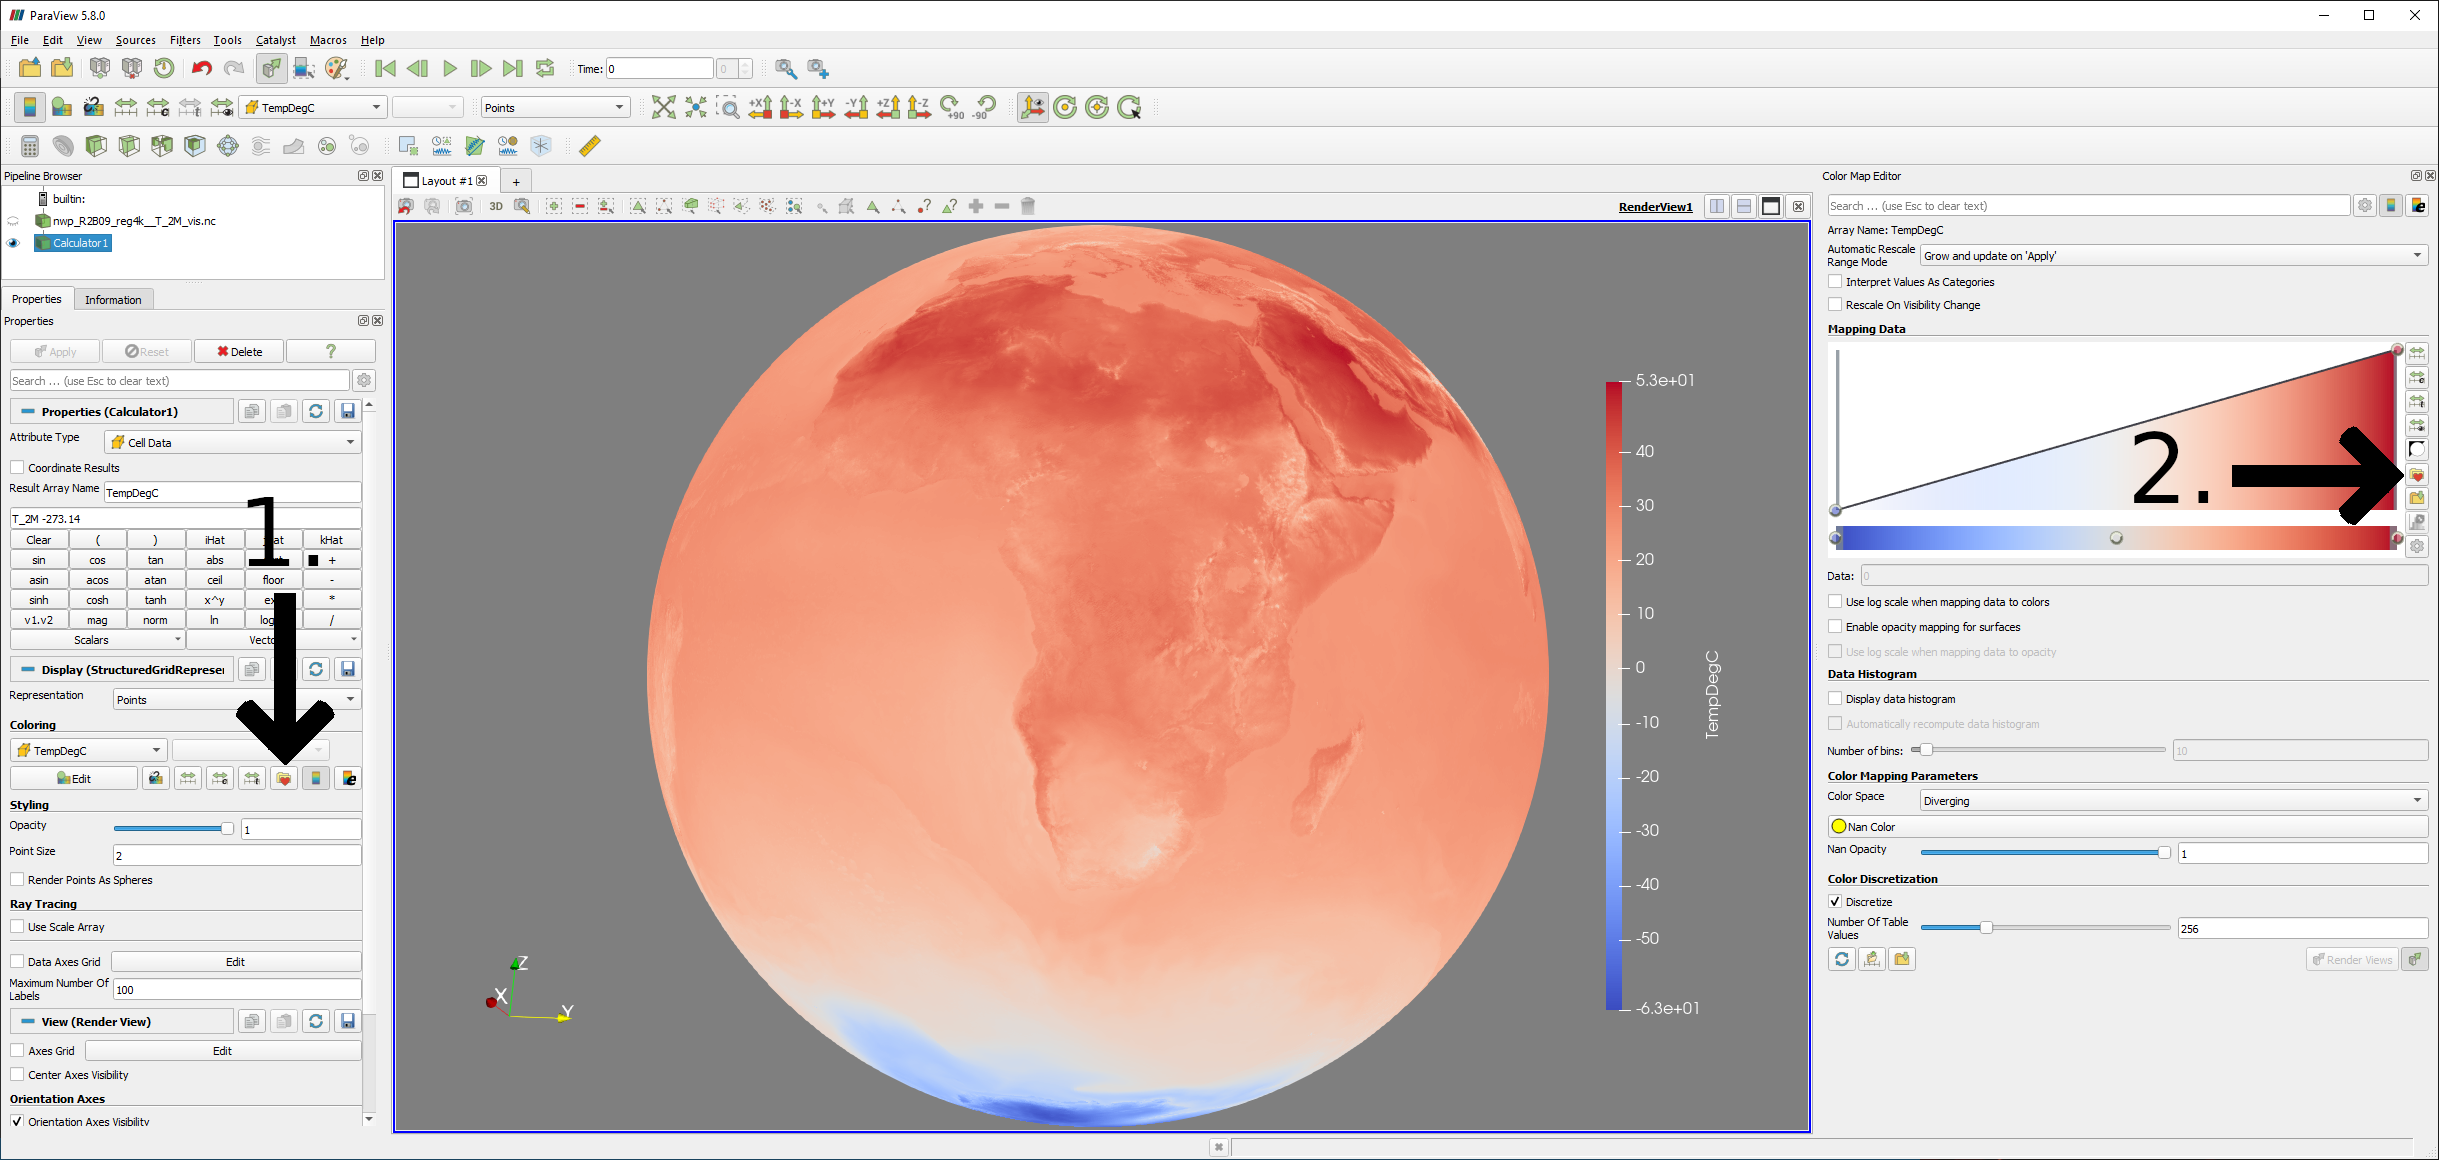 ParaView 5.8.0
File Edit View Sources Filters Tools Catalyst Macros Help
Time: 0 0
TempDegC Points +X -X +Y -Y +Z -Z +90 -90
Pipeline Browser
builtin:
nwp_R2B09_reg4k__T_2M_vis.nc
Calculator1
Properties Information
Properties
Apply Reset Delete ?
Search ... (use Esc to clear text)
Properties (Calculator1)
Attribute Type Cell Data
Coordinate Results
Result Array Name TempDegC
T_2M -273.14
1.
Clear ( ) iHat kHat
sin cos tan abs +
asin acos atan ceil floor -
sinh cosh tanh x^y *
v1.v2 mag norm ln /
Scalars
Display (StructuredGridRepreser
Representation Points
Coloring
TempDegC
Edit
Styling
Opacity 1
Point Size 2
Render Points As Spheres
Ray Tracing
Use Scale Array
Data Axes Grid Edit
Maximum Number Of
Labels
100
View (Render View)
Axes Grid Edit
Center Axes Visibility
Orientation Axes
Orientation Axes Visibility
Layout #1 +
3D RenderView1
5.3e+01
40
30
20
10
0
-10
-20
-30
-40
-50
-6.3e+01
TempDegC
X Y Z
Color Map Editor
Search ... (use Esc to clear text)
Array Name: TempDegC
Automatic Rescale
Range Mode
Grow and update on 'Apply'
Interpret Values As Categories
Rescale On Visibility Change
Mapping Data
2.
Data: 0
Use log scale when mapping data to colors
Enable opacity mapping for surfaces
Use log scale when mapping data to opacity
Data Histogram
Display data histogram
Automatically recompute data histogram
Number of bins: 10
Color Mapping Parameters
Color Space Diverging
Nan Color
Nan Opacity 1
Color Discretization
Discretize
Number Of Table
Values
256
Render Views